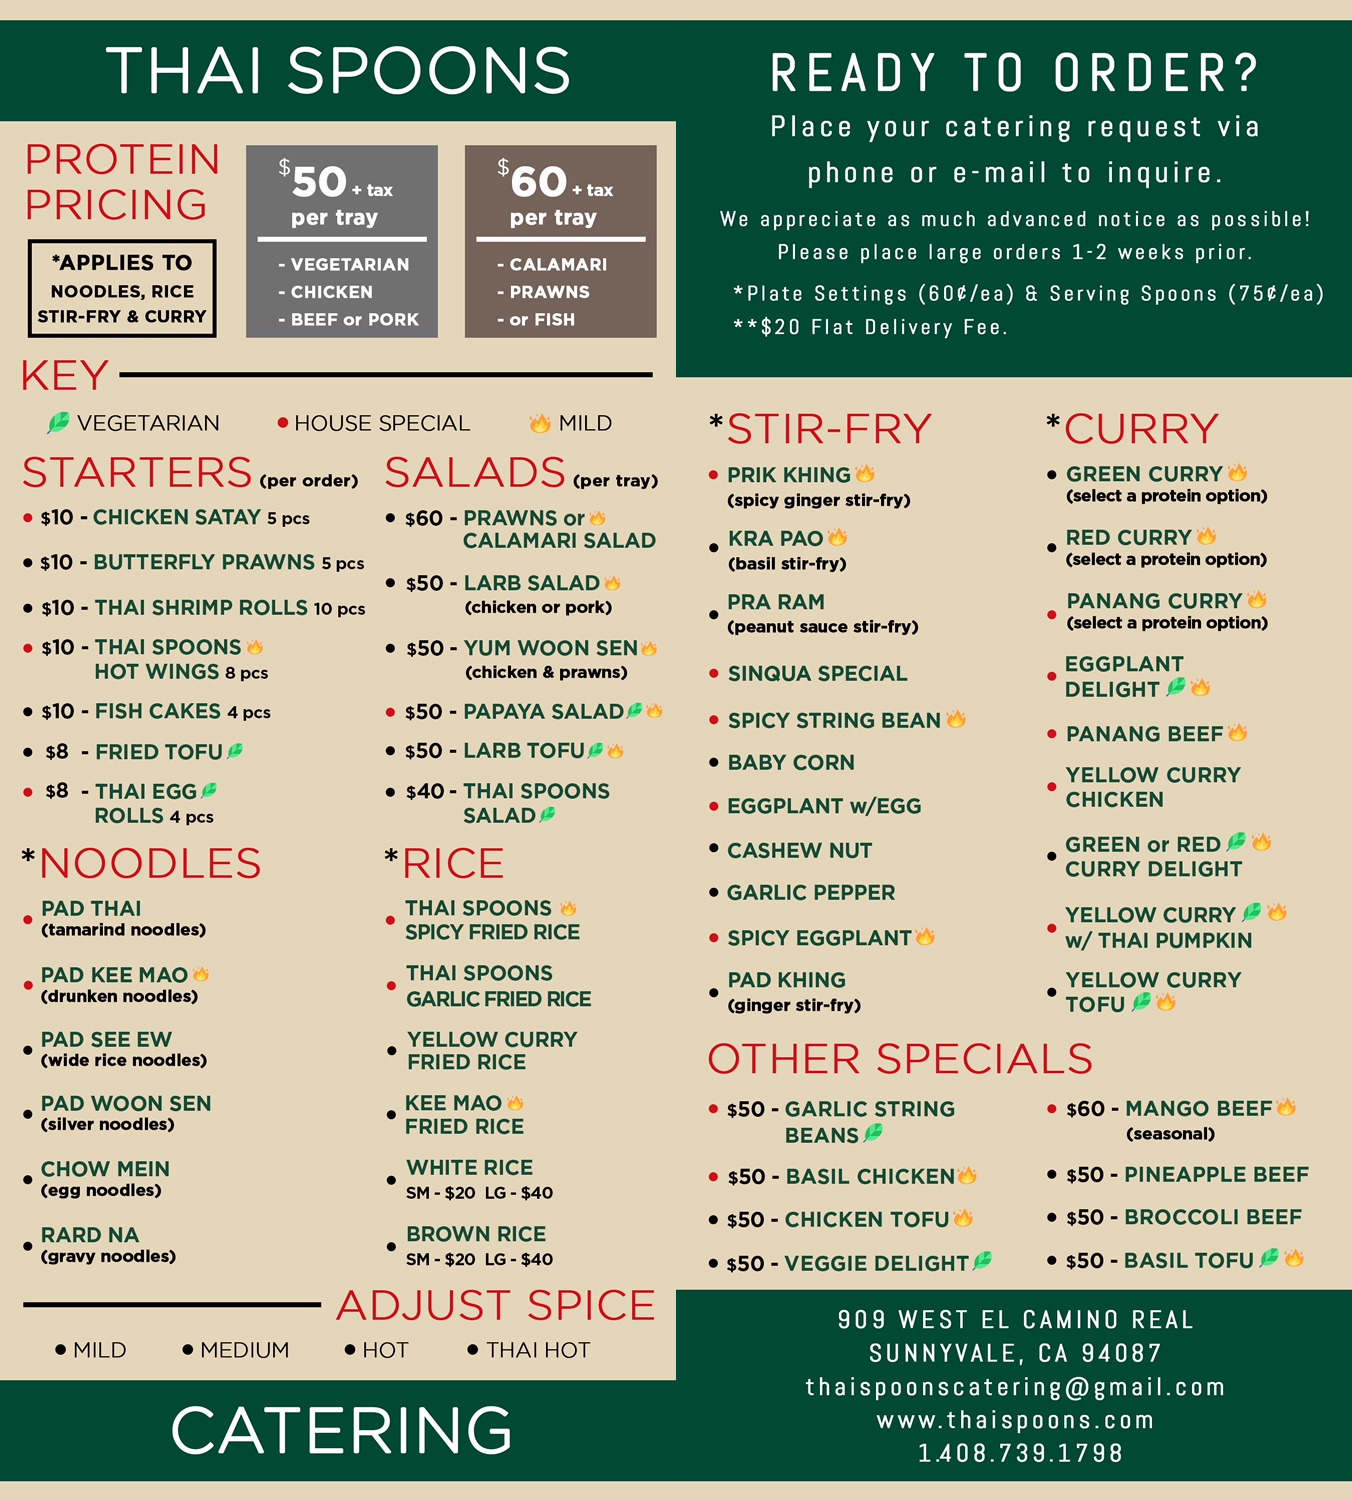 THAI SPOONS
PROTEIN
PRICING
*APPLIES TO
NOODLES, RICE
STIR-FRY & CURRY
$50 + tax
per tray
- VEGETARIAN
- CHICKEN
- BEEF or PORK
$60 + tax
per tray
- CALAMARI
- PRAWNS
- or FISH
KEY
VEGETARIAN
• HOUSE SPECIAL
MILD
STARTERS (per order)
• $10 - CHICKEN SATAY 5 pcs
• $10 - BUTTERFLY PRAWNS 5 pcs
• $10 - THAI SHRIMP ROLLS 10 pcs
• $10 - THAI SPOONS
HOT WINGS 8 pcs
• $10 - FISH CAKES 4 pcs
• $8 - FRIED TOFU
• $8 - THAI EGG
ROLLS 4 pcs
SALADS (per tray)
• $60 - PRAWNS or
CALAMARI SALAD
• $50 - LARB SALAD
(chicken or pork)
• $50 - YUM WOON SEN
(chicken & prawns)
• $50 - PAPAYA SALAD
• $50 - LARB TOFU
• $40 - THAI SPOONS
SALAD
*NOODLES
• PAD THAI
(tamarind noodles)
• PAD KEE MAO
(drunken noodles)
• PAD SEE EW
(wide rice noodles)
• PAD WOON SEN
(silver noodles)
• CHOW MEIN
(egg noodles)
• RARD NA
(gravy noodles)
*RICE
• THAI SPOONS
SPICY FRIED RICE
• THAI SPOONS
GARLIC FRIED RICE
• YELLOW CURRY
FRIED RICE
• KEE MAO
FRIED RICE
• WHITE RICE
SM - $20 LG - $40
• BROWN RICE
SM - $20 LG - $40
ADJUST SPICE
• MILD
• MEDIUM
• HOT
• THAI HOT
CATERING
READY TO ORDER?
Place your catering request via
phone or e-mail to inquire.
We appreciate as much advanced notice as possible!
Please place large orders 1-2 weeks prior.
*Plate Settings (60¢/ea) & Serving Spoons (75¢/ea)
**$20 Flat Delivery Fee.
*STIR-FRY
• PRIK KHING
(spicy ginger stir-fry)
• KRA PAO
(basil stir-fry)
• PRA RAM
(peanut sauce stir-fry)
• SINQUA SPECIAL
• SPICY STRING BEAN
• BABY CORN
• EGGPLANT w/EGG
• CASHEW NUT
• GARLIC PEPPER
• SPICY EGGPLANT
• PAD KHING
(ginger stir-fry)
*CURRY
• GREEN CURRY
(select a protein option)
• RED CURRY
(select a protein option)
• PANANG CURRY
(select a protein option)
• EGGPLANT
DELIGHT
• PANANG BEEF
• YELLOW CURRY
CHICKEN
• GREEN or RED
CURRY DELIGHT
• YELLOW CURRY
w/ THAI PUMPKIN
• YELLOW CURRY
TOFU
OTHER SPECIALS
• $50 - GARLIC STRING
BEANS
• $50 - BASIL CHICKEN
• $50 - CHICKEN TOFU
• $50 - VEGGIE DELIGHT
• $60 - MANGO BEEF
(seasonal)
• $50 - PINEAPPLE BEEF
• $50 - BROCCOLI BEEF
• $50 - BASIL TOFU
909 WEST EL CAMINO REAL
SUNNYVALE, CA 94087
thaispoonscatering@gmail.com
www.thaispoons.com
1.408.739.1798